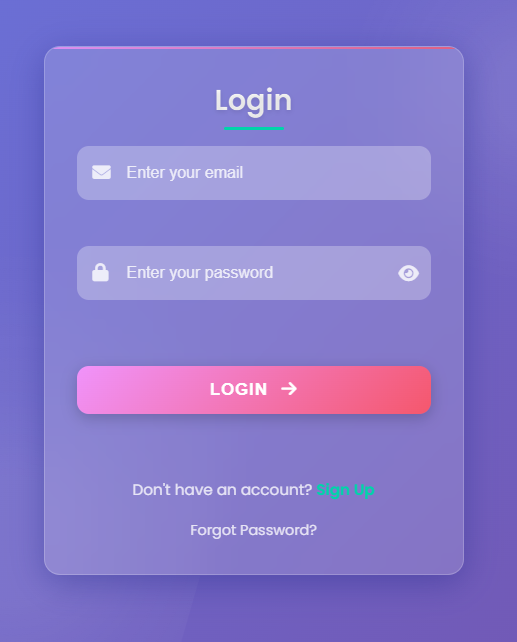 Login
Enter your email
Enter your password
LOGIN
Don't have an account? Sign Up
Forgot Password?